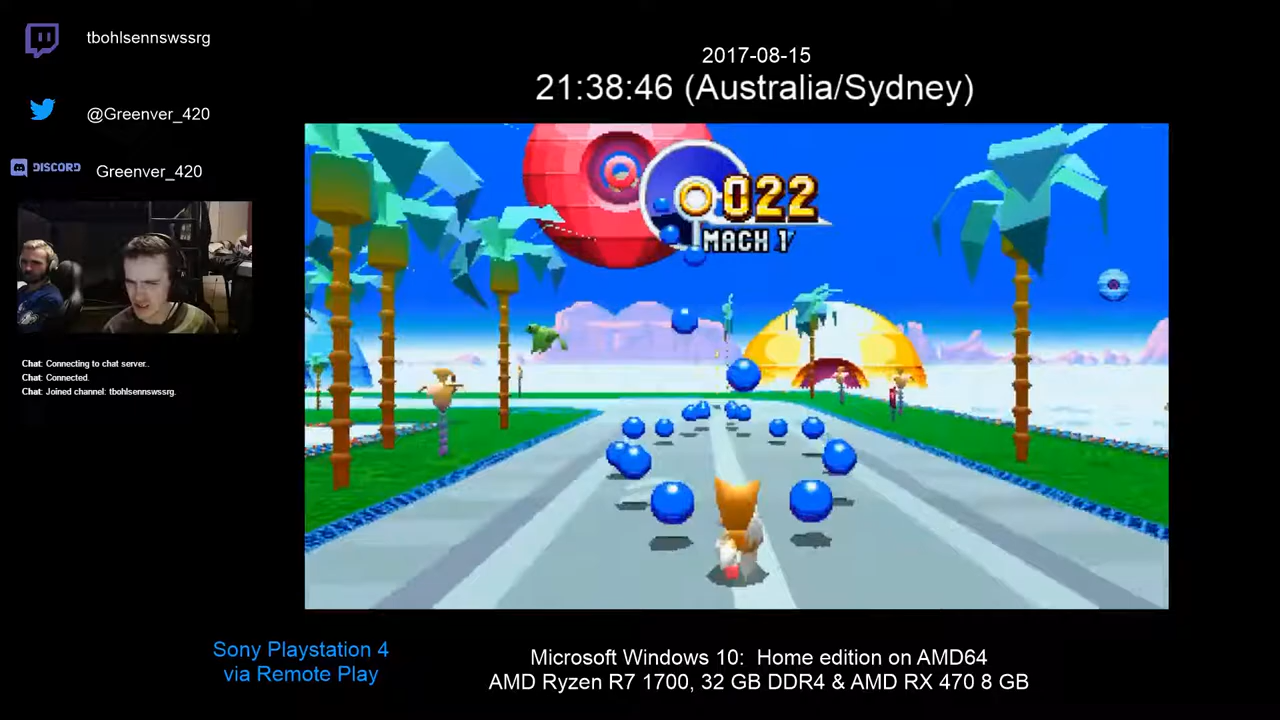 tbohlsennswssrg
@Greenver_420
DISCORD Greenver_420
Chat: Connecting to chat server..
Chat: Connected.
Chat: Joined channel: tbohlsennswssrg.
2017-08-15
21:38:46 (Australia/Sydney)
022
MACH 1
Sony Playstation 4
via Remote Play
Microsoft Windows 10: Home edition on AMD64
AMD Ryzen R7 1700, 32 GB DDR4 & AMD RX 470 8 GB